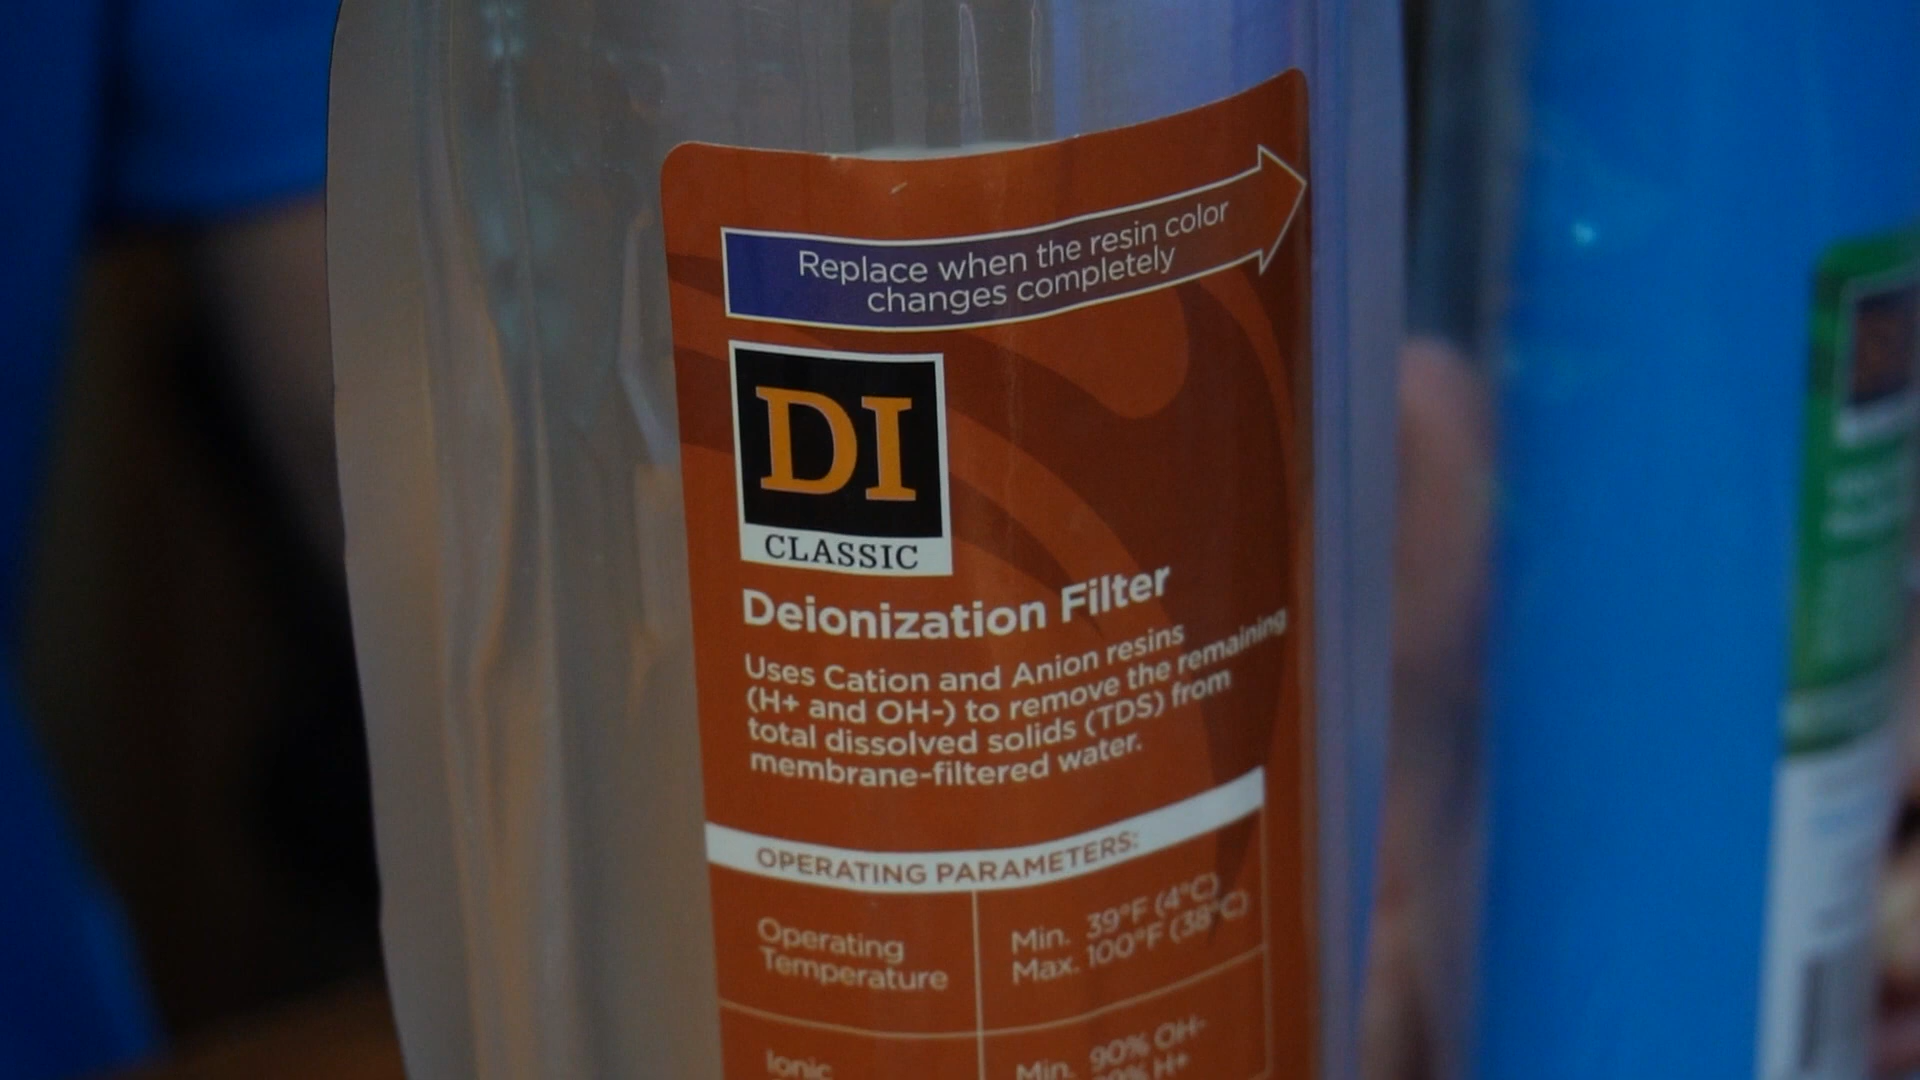 Replace when the resin color
changes completely
DI
CLASSIC
Deionization Filter
Uses Cation and Anion resins
(H+ and OH-) to remove the remaining
total dissolved solids (TDS) from
membrane-filtered water.
OPERATING PARAMETERS:
Operating
Temperature
Min. 39°F (4°C)
Max. 100°F (38°C)
Ionic
Min. 90% OH-
H+